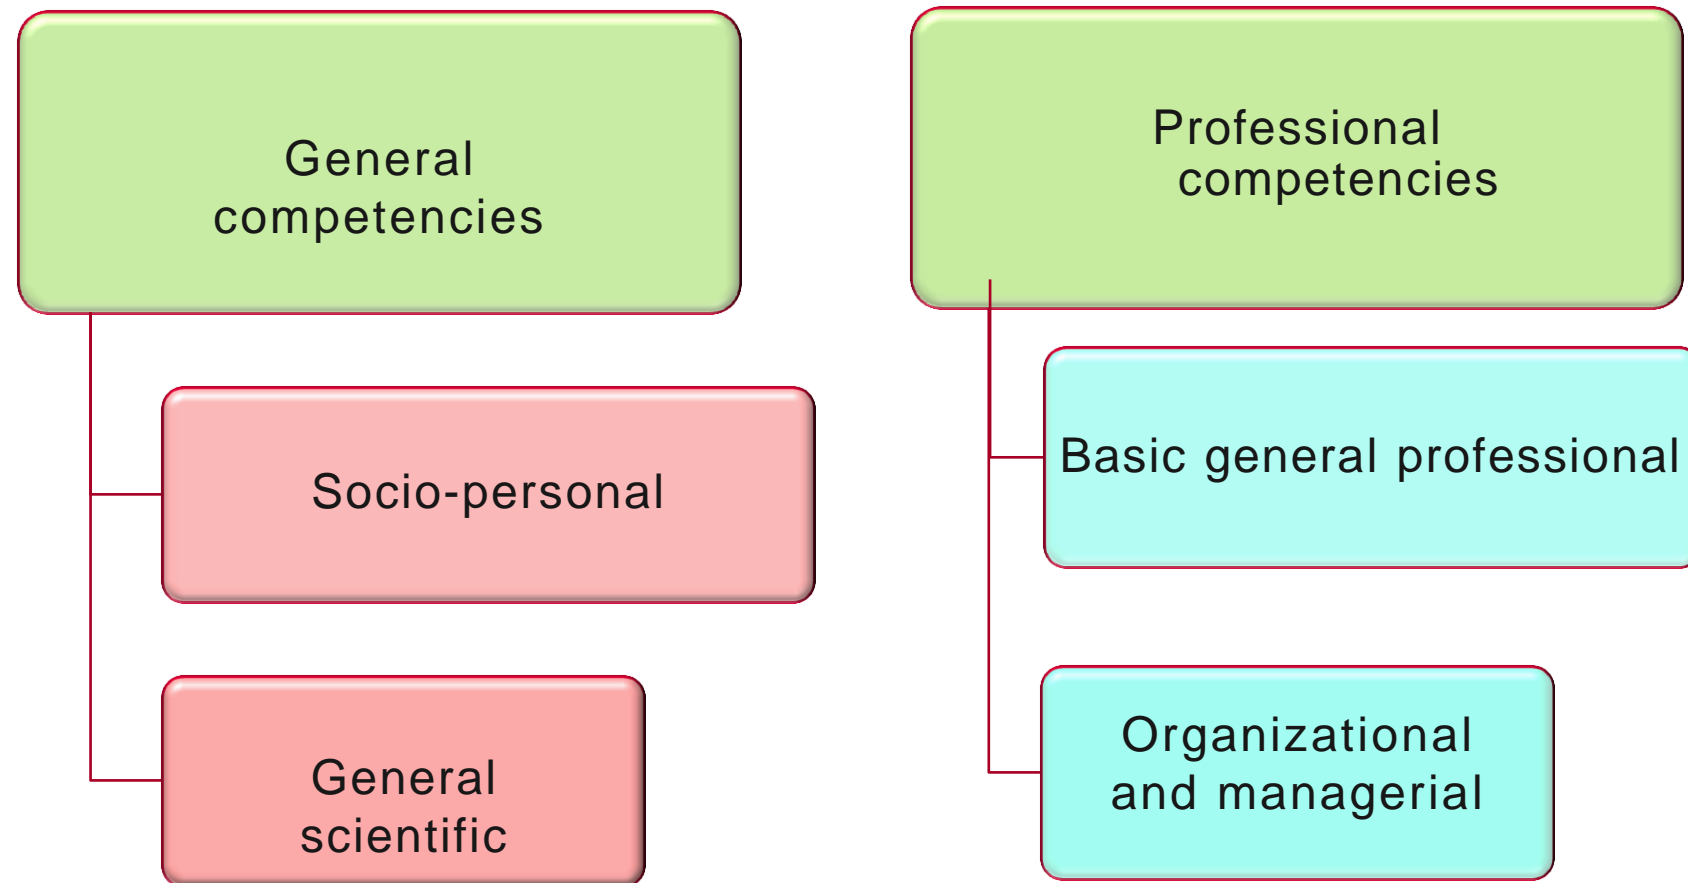 General
competencies
Socio-personal
General
scientific
Professional
competencies
Basic general professional
Organizational
and managerial